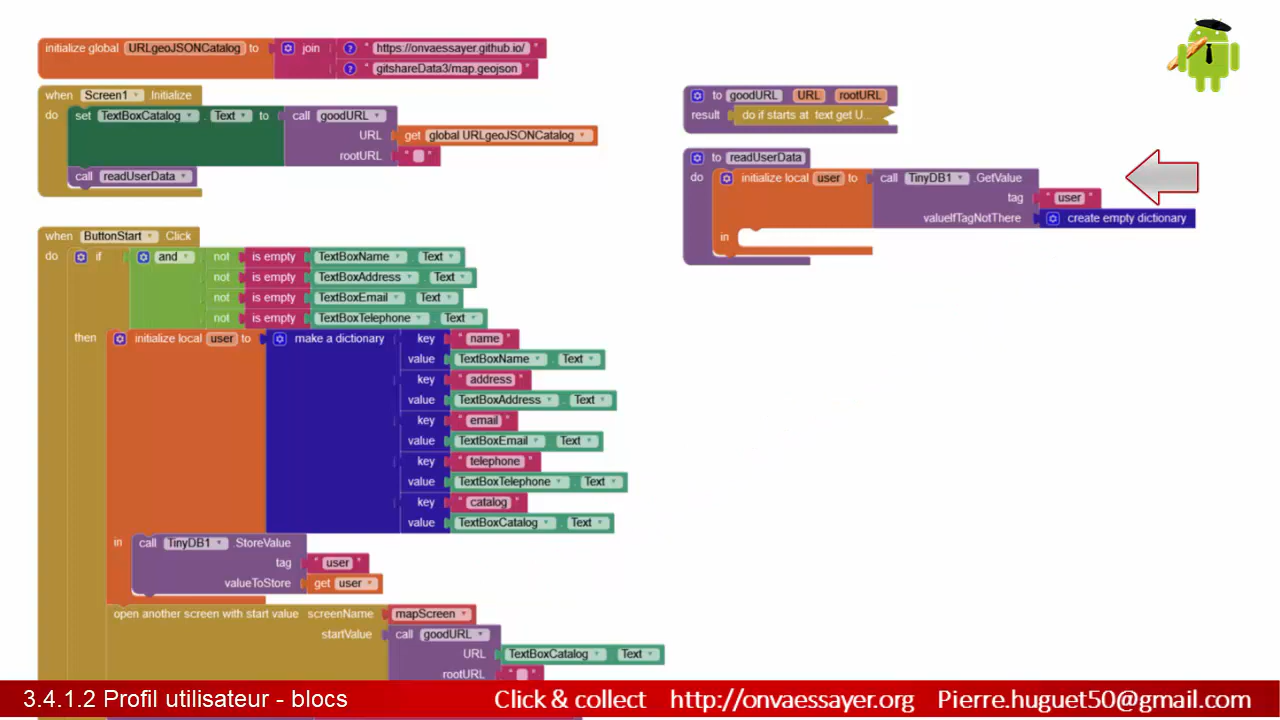 initialize global URLgeoJSONCatalog to join " https://onvaessayer.github.io/ "
" gitshareData3/map.geojson "
when Screen1 .Initialize
do set TextBoxCatalog . Text to call goodURL
URL get global URLgeoJSONCatalog
rootURL " "
call readUserData
when ButtonStart .Click
do if and not is empty TextBoxName . Text
not is empty TextBoxAddress . Text
not is empty TextBoxEmail . Text
not is empty TextBoxTelephone . Text
then initialize local user to make a dictionary key " name "
value TextBoxName . Text
key " address "
value TextBoxAddress . Text
key " email "
value TextBoxEmail . Text
key " telephone "
value TextBoxTelephone . Text
key " catalog "
value TextBoxCatalog . Text
in call TinyDB1 .StoreValue
tag " user "
valueToStore get user
open another screen with start value screenName mapScreen
startValue call goodURL
URL TextBoxCatalog . Text
rootURL " "
to goodURL URL rootURL
result do if starts at text get U...
to readUserData
do initialize local user to call TinyDB1 .GetValue
tag " user "
valueIfTagNotThere create empty dictionary
in
3.4.1.2 Profil utilisateur - blocs Click & collect http://onvaessayer.org Pierre.huguet50@gmail.com